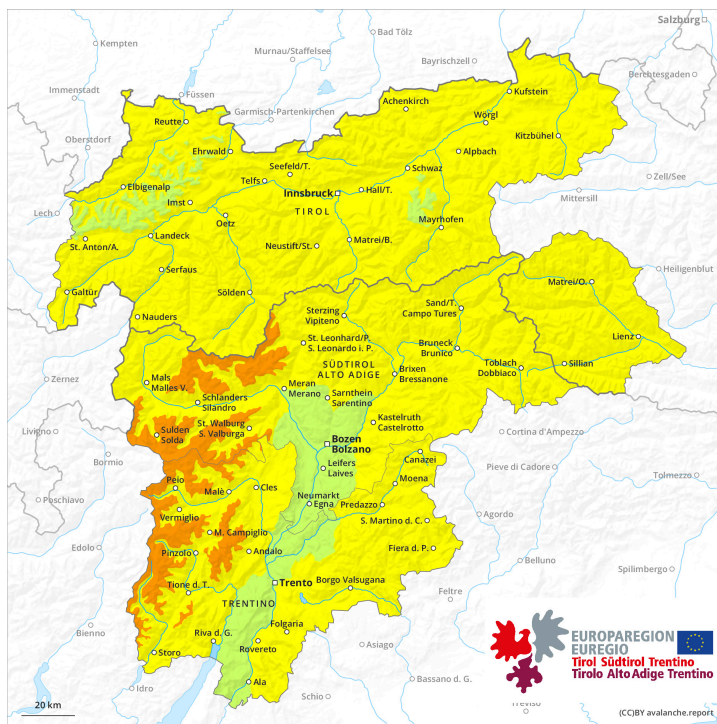 Salzburg
Kempten
Bad Tölz
Murnau/Staffelsee
Bayrischzell
Berchtesgaden
Immenstadt
Füssen
Achenkirch
Kufstein
Garmisch-Partenkirchen
Reutte
Wörgl
Oberstdorf
Ehrwald
Kitzbühel
Seefeld/T.
Alpbach
Schwaz
Telfs
Zell/See
Elbigenalp
Innsbruck
Hall/T.
Mittersill
Imst
Lech
TIROL
Oetz
Mayrhofen
St. Anton/A.
Landeck
Neustift/St.
Matrei/B.
Serfaus
Heiligenblut
Galtür
Sölden
Matrei/O.
Nauders
Sterzing
Vipiteno
Sand/T.
Campo Tures
St. Leonhard/P.
S. Leonardo i. P.
Lienz
Bruneck
Brunico
Zernez
Mals
Malles V.
SÜDTIROL
ALTO ADIGE
Toblach
Dobbiaco
Sillian
Brixen
Bressanone
Meran
Merano
Schlanders
Silandro
Sarnthein
Sarentino
Livigno
St. Walburg
S. Valburga
Kastelruth
Castelrotto
Sulden
Solda
Cortina d'Ampezzo
Bozen
Bolzano
Bormio
Canazei
Pieve di Cadore
Leifers
Laives
Tolmezzo
Peio
Moena
Poschiavo
Malè
Cles
Neumarkt
Egna
Predazzo
Vermiglio
Agordo
S. Martino d. C.
M. Campiglio
Edolo
Pinzolo
Andalo
Fiera d. P.
Belluno
Spilimbergo
Tione d. T.
Trento
Borgo Valsugana
Feltre
TRENTINO
Bienno
Folgaria
Riva d. G.
Rovereto
Storo
Asiago
Ala
Idro
Bassano d. G.
Schio
Treviso
EUROPAREGION
EUREGIO
Tirol Südtirol Trentino
Tirolo Alto Adige Trentino
20 km
(CC)BY avalanche.report